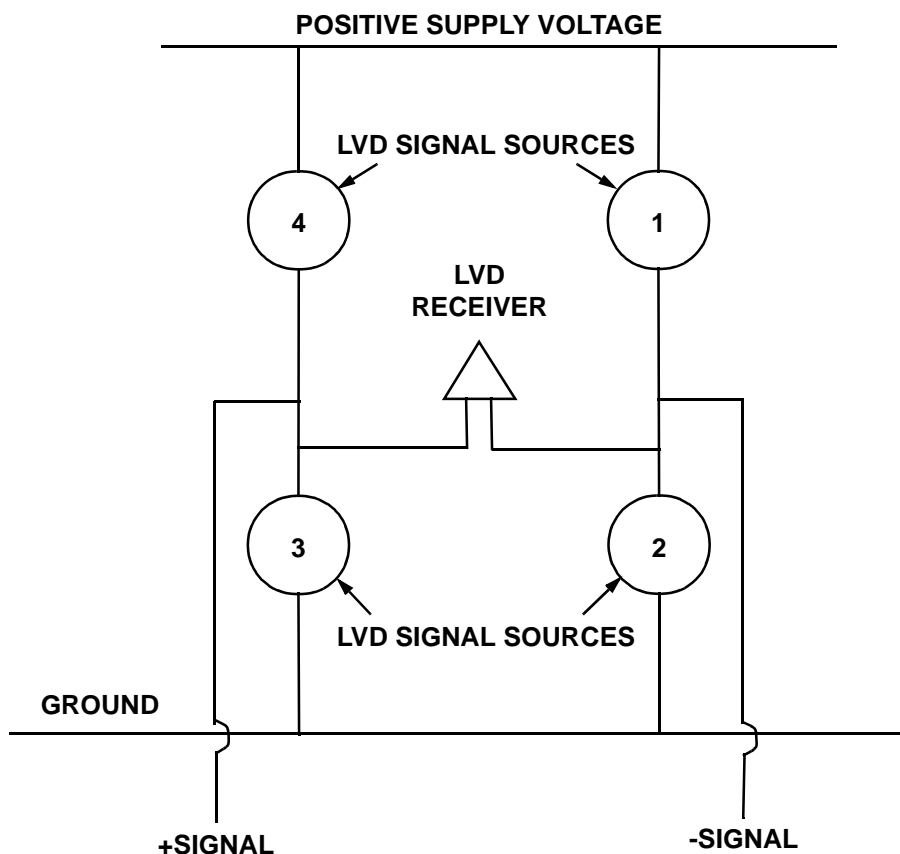 POSITIVE SUPPLY VOLTAGE
LVD SIGNAL SOURCES
4
1
LVD
RECEIVER
3
2
LVD SIGNAL SOURCES
GROUND
+SIGNAL
-SIGNAL